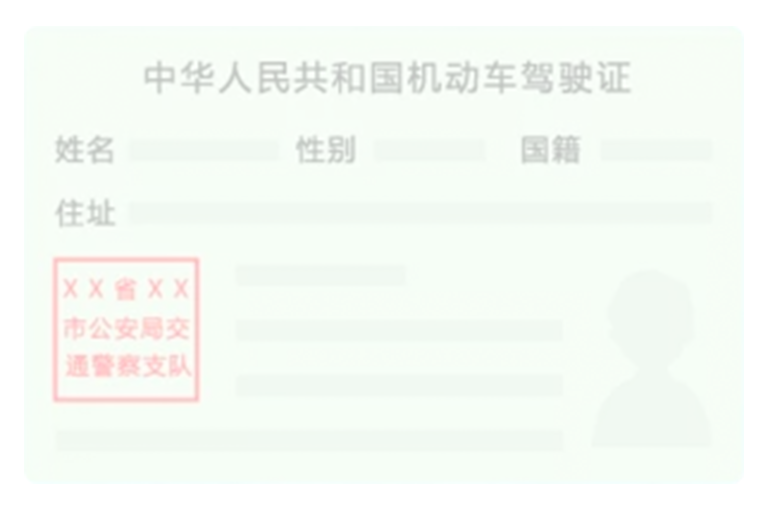 中华人民共和国机动车驾驶证
姓名 性别 国籍
住址
X X 省 X X
市公安局交
通警察支队